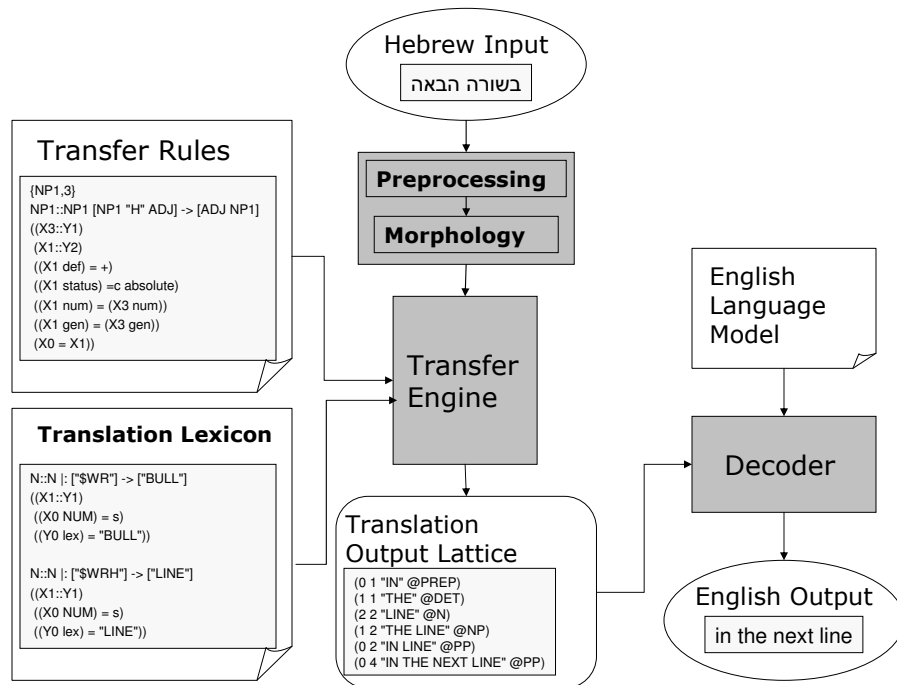 Hebrew Input
בשורה הבאה
Transfer Rules
{NP1,3}
NP1::NP1 [NP1 "H" ADJ] -> [ADJ NP1]
((X3::Y1)
(X1::Y2)
((X1 def) = +)
((X1 status) =c absolute)
((X1 num) = (X3 num))
((X1 gen) = (X3 gen))
(X0 = X1))
Preprocessing
Morphology
Transfer
Engine
English
Language
Model
Translation Lexicon
N::N |: ["$WR"] -> ["BULL"]
((X1::Y1)
((X0 NUM) = s)
((Y0 lex) = "BULL"))
N::N |: ["$WRH"] -> ["LINE"]
((X1::Y1)
((X0 NUM) = s)
((Y0 lex) = "LINE"))
Translation
Output Lattice
(0 1 "IN" @PREP)
(1 1 "THE" @DET)
(2 2 "LINE" @N)
(1 2 "THE LINE" @NP)
(0 2 "IN LINE" @PP)
(0 4 "IN THE NEXT LINE" @PP)
Decoder
English Output
in the next line